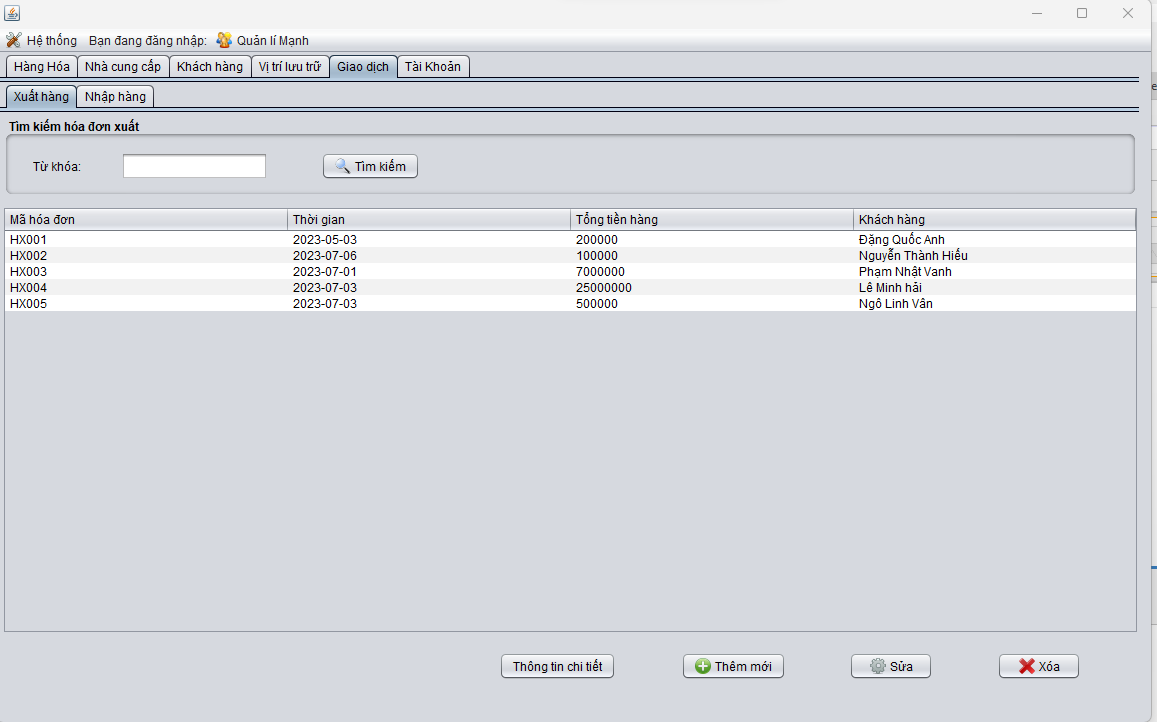 Hệ thống Bạn đang đăng nhập: Quản lí Mạnh
Hàng Hóa Nhà cung cấp Khách hàng Vị trí lưu trữ Giao dịch Tài Khoản
Xuất hàng Nhập hàng
Tìm kiếm hóa đơn xuất
Từ khóa: Tìm kiếm
Mã hóa đơn Thời gian Tổng tiền hàng Khách hàng
HX001 2023-05-03 200000 Đặng Quốc Anh
HX002 2023-07-06 100000 Nguyễn Thành Hiếu
HX003 2023-07-01 7000000 Phạm Nhật Vanh
HX004 2023-07-03 25000000 Lê Minh hải
HX005 2023-07-03 500000 Ngô Linh Vân
Thông tin chi tiết Thêm mới Sửa Xóa